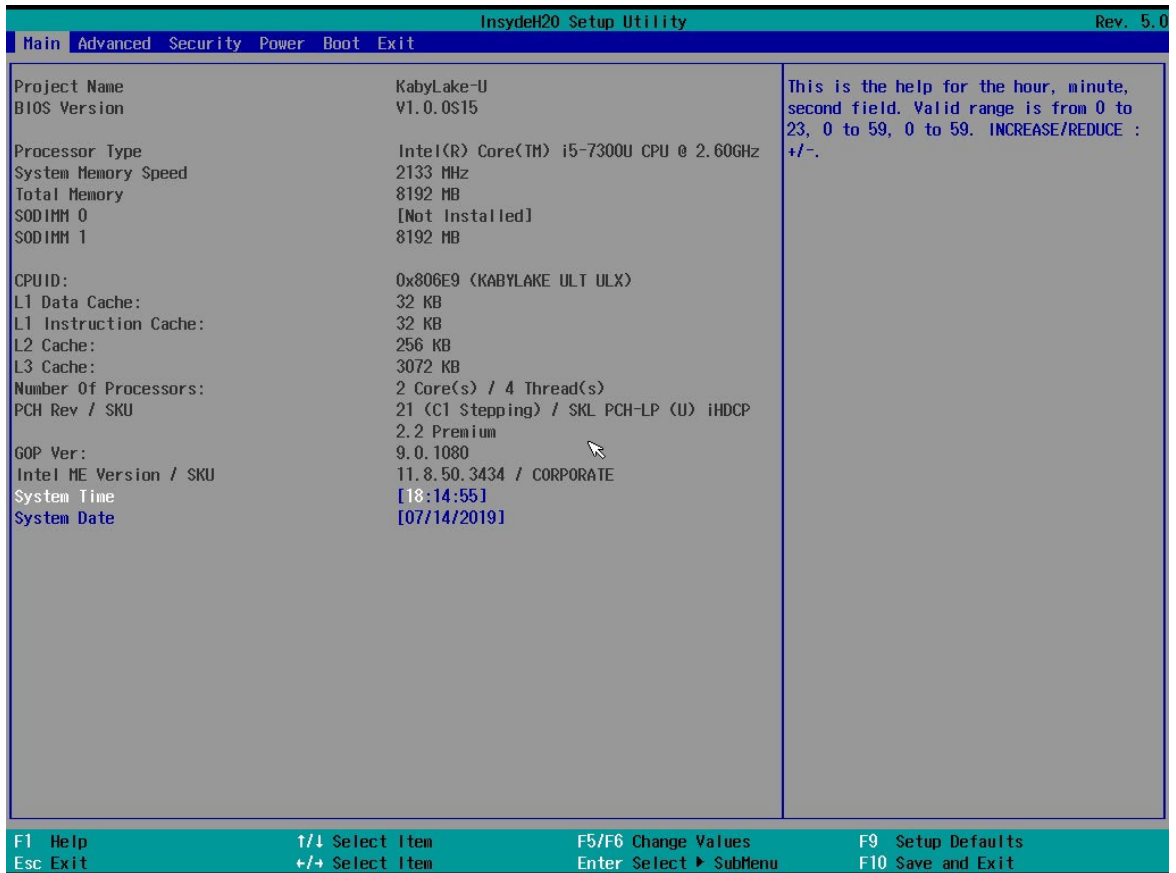 InsydeH2O Setup Utility Rev. 5.0
Main Advanced Security Power Boot Exit
Project Name KabyLake-U
BIOS Version V1.0.0S15
Processor Type Intel(R) Core(TM) i5-7300U CPU @ 2.60GHz
System Memory Speed 2133 MHz
Total Memory 8192 MB
SODIMM 0 [Not Installed]
SODIMM 1 8192 MB
CPUID: 0x806E9 (KABYLAKE ULT ULX)
L1 Data Cache: 32 KB
L1 Instruction Cache: 32 KB
L2 Cache: 256 KB
L3 Cache: 3072 KB
Number Of Processors: 2 Core(s) / 4 Thread(s)
PCH Rev / SKU 21 (C1 Stepping) / SKL PCH-LP (U) iHDCP
2.2 Premium
GOP Ver: 9.0.1080
Intel ME Version / SKU 11.8.50.3434 / CORPORATE
System Time [18:14:55]
System Date [07/14/2019]
This is the help for the hour, minute,
second field. Valid range is from 0 to
23, 0 to 59, 0 to 59. INCREASE/REDUCE :
+/-.
F1 Help ↑/↓ Select Item F5/F6 Change Values F9 Setup Defaults
Esc Exit ←/→ Select Item Enter Select ▶ SubMenu F10 Save and Exit